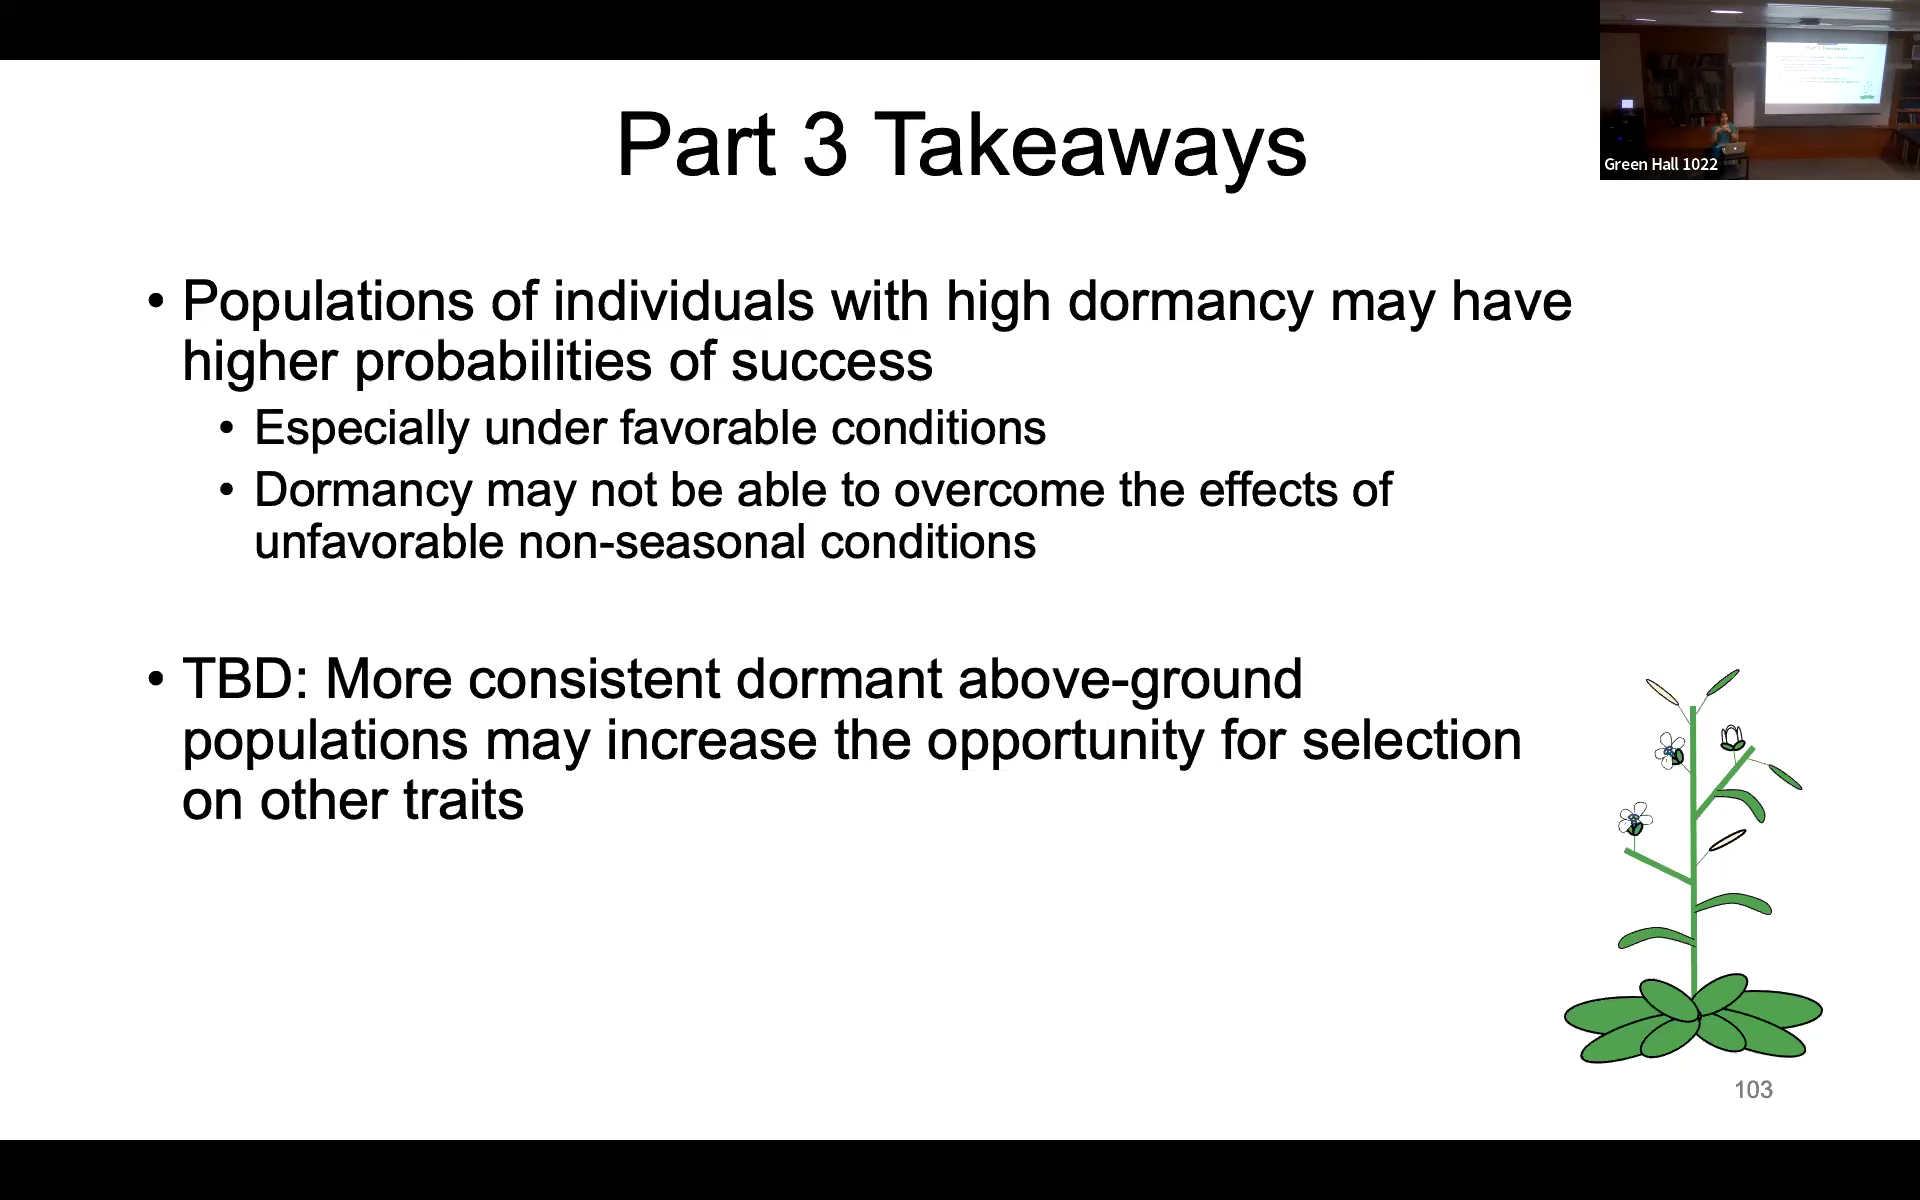 Part 3 Takeaways
Green Hall 1022
• Populations of individuals with high dormancy may have
higher probabilities of success
• Especially under favorable conditions
• Dormancy may not be able to overcome the effects of
unfavorable non-seasonal conditions
• TBD: More consistent dormant above-ground
populations may increase the opportunity for selection
on other traits
103